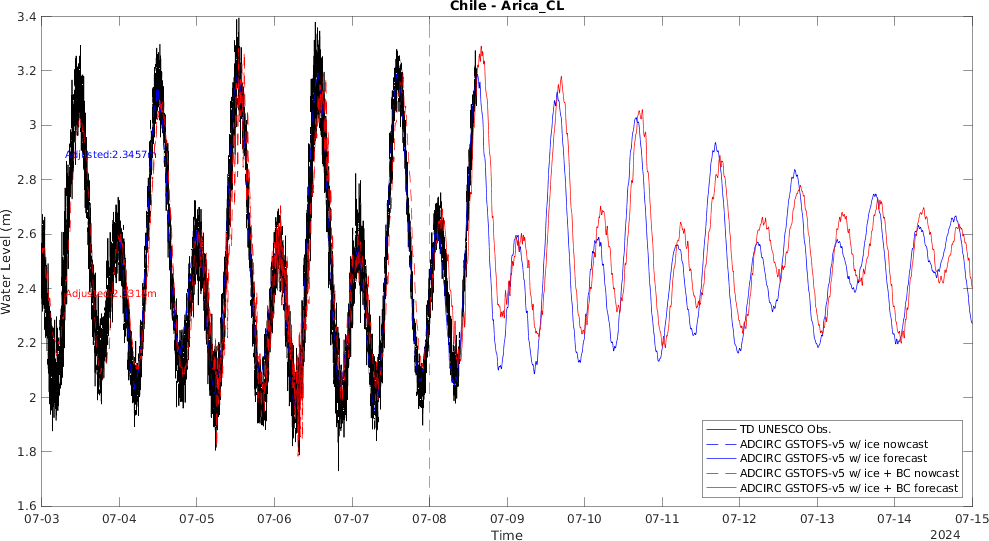 Chile - Arica_CL
3.4
3.2
3
2.8
2.6
2.4
2.2
2
1.8
1.6
Water Level (m)
Adjusted:2.3457m
07-03
07-04
07-05
07-06
07-07
07-08
07-09
07-10
07-11
07-12
07-13
07-14
07-15
Time
2024
TD UNESCO Obs.
ADCIRC GSTOFS-v5 w/ ice nowcast
ADCIRC GSTOFS-v5 w/ ice forecast
ADCIRC GSTOFS-v5 w/ ice + BC nowcast
ADCIRC GSTOFS-v5 w/ ice + BC forecast